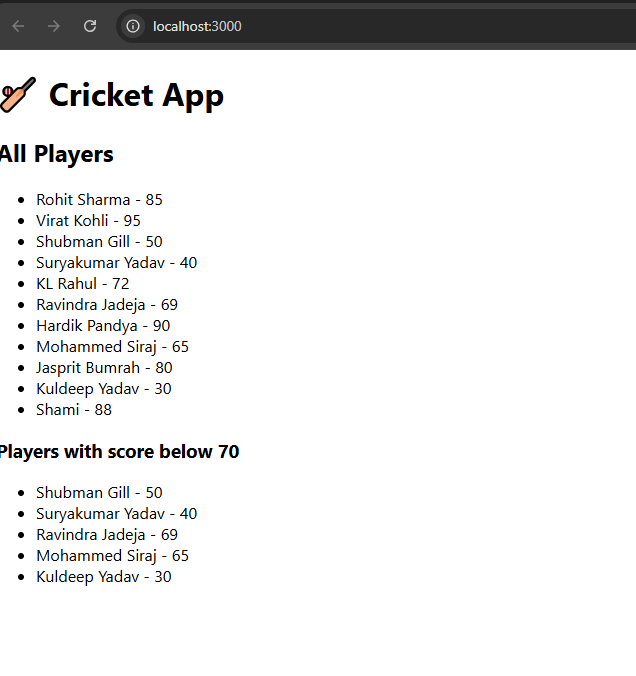 localhost:3000
Cricket App
All Players
Rohit Sharma - 85
Virat Kohli - 95
Shubman Gill - 50
Suryakumar Yadav - 40
KL Rahul - 72
Ravindra Jadeja - 69
Hardik Pandya - 90
Mohammed Siraj - 65
Jasprit Bumrah - 80
Kuldeep Yadav - 30
Shami - 88
Players with score below 70
Shubman Gill - 50
Suryakumar Yadav - 40
Ravindra Jadeja - 69
Mohammed Siraj - 65
Kuldeep Yadav - 30